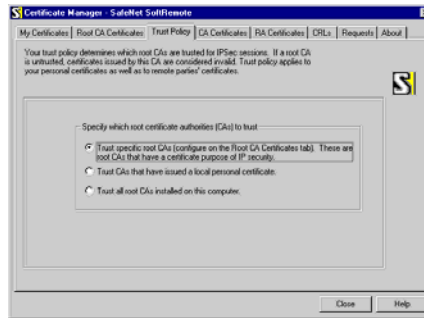 Certificate Manager - SafeNet SoftRemote
My Certificates | Root CA Certificates | Trust Policy | CA Certificates | RA Certificates | CRLs | Requests | About
Your trust policy determines which root CAs are trusted for IPSec sessions. If a root CA
is untrusted, certificates issued by this CA are considered invalid. Trust policy applies to
your personal certificates as well as to remote parties' certificates.
Specify which root certificate authorities (CAs) to trust
Trust specific root CAs (configure on the Root CA Certificates tab). These are
root CAs that have a certificate purpose of IP security.
Trust CAs that have issued a local personal certificate.
Trust all root CAs installed on this computer.
Close Help